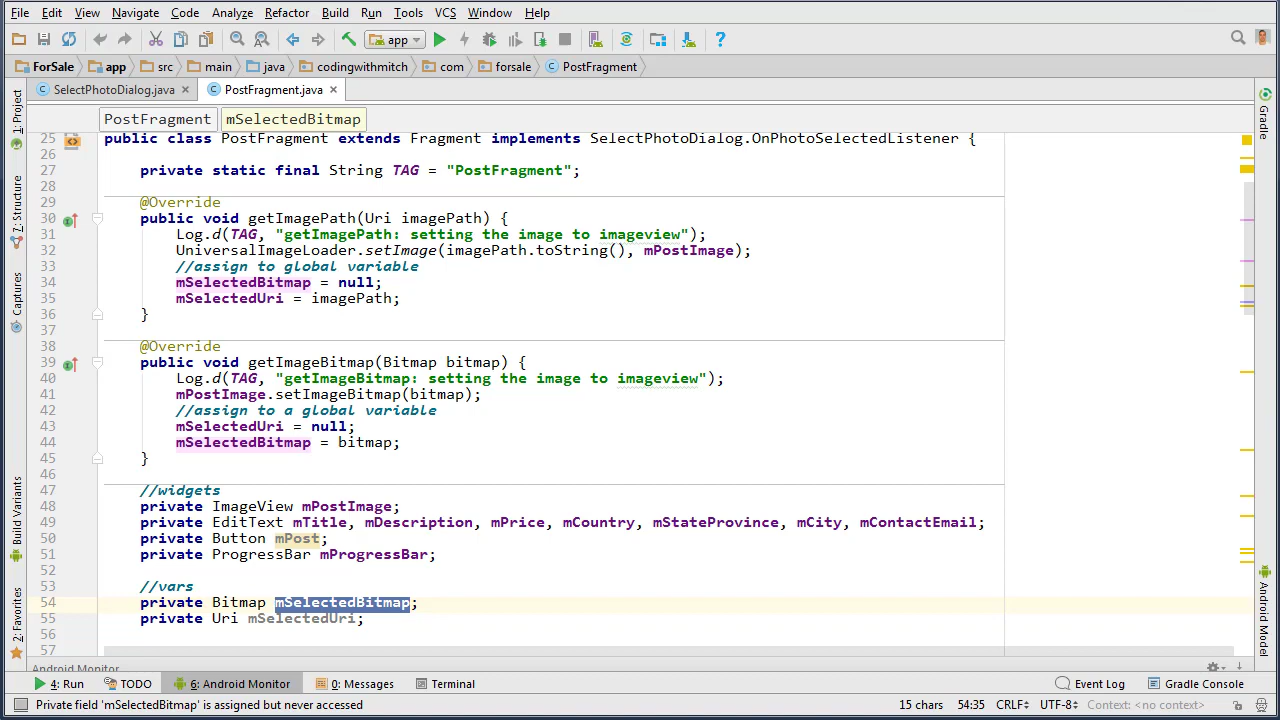 File Edit View Navigate Code Analyze Refactor Build Run Tools VCS Window Help
app
ForSale app src main java codingwithmitch com forsale PostFragment
SelectPhotoDialog.java PostFragment.java
PostFragment mSelectedBitmap
1: Project
7: Structure
Captures
Build Variants
2: Favorites
25 public class PostFragment extends Fragment implements SelectPhotoDialog.OnPhotoSelectedListener {
26
27 private static final String TAG = "PostFragment";
28
29 @Override
30 public void getImagePath(Uri imagePath) {
31 Log.d(TAG, "getImagePath: setting the image to imageview");
32 UniversalImageLoader.setImage(imagePath.toString(), mPostImage);
33 //assign to global variable
34 mSelectedBitmap = null;
35 mSelectedUri = imagePath;
36 }
37
38 @Override
39 public void getImageBitmap(Bitmap bitmap) {
40 Log.d(TAG, "getImageBitmap: setting the image to imageview");
41 mPostImage.setImageBitmap(bitmap);
42 //assign to a global variable
43 mSelectedUri = null;
44 mSelectedBitmap = bitmap;
45 }
46
47 //widgets
48 private ImageView mPostImage;
49 private EditText mTitle, mDescription, mPrice, mCountry, mStateProvince, mCity, mContactEmail;
50 private Button mPost;
51 private ProgressBar mProgressBar;
52
53 //vars
54 private Bitmap mSelectedBitmap;
55 private Uri mSelectedUri;
56
57
Gradle
Android Model
Android Monitor
4: Run TODO 6: Android Monitor 0: Messages Terminal Event Log Gradle Console
Private field 'mSelectedBitmap' is assigned but never accessed 15 chars 54:35 CRLF UTF-8 Context: <no context>